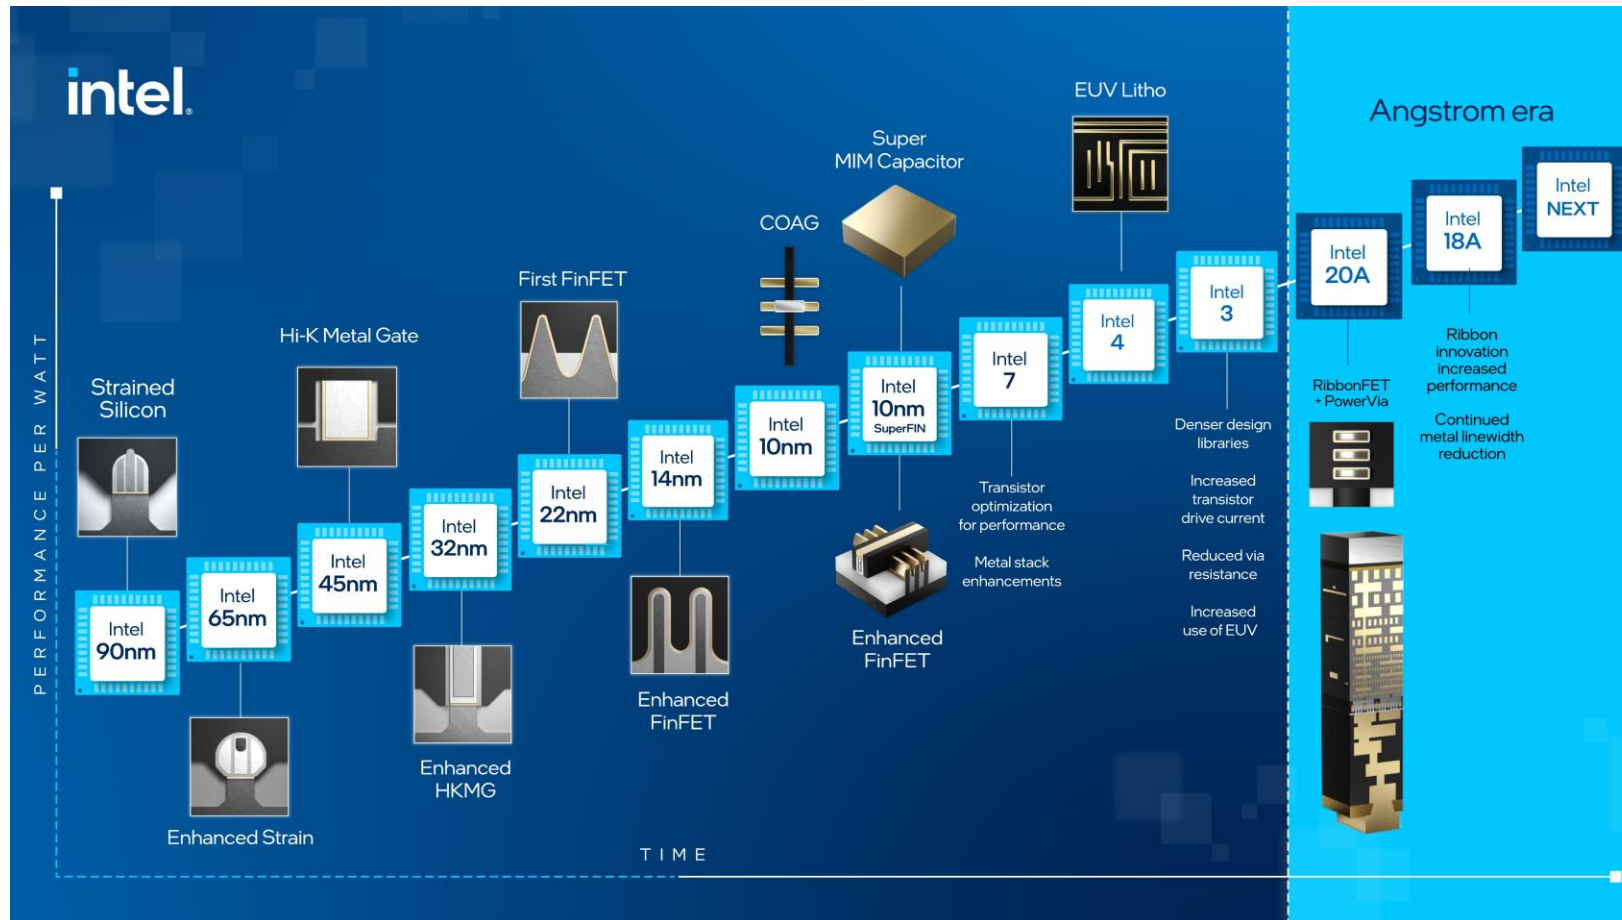 intel.
PERFORMANCE PER WATT
TIME
Strained
Silicon
Intel
90nm
Intel
65nm
Enhanced Strain
Hi-K Metal Gate
Intel
45nm
Intel
32nm
Enhanced
HKMG
First FinFET
Intel
22nm
Intel
14nm
Enhanced
FinFET
COAG
Intel
10nm
Super
MIM Capacitor
Intel
10nm
SuperFIN
Enhanced
FinFET
Intel
7
Transistor
optimization
for performance
Metal stack
enhancements
EUV Litho
Intel
4
Intel
3
Denser design
libraries
Increased
transistor
drive current
Reduced via
resistance
Increased
use of EUV
Angstrom era
Intel
20A
RibbonFET
+ PowerVia
Intel
18A
Ribbon
innovation
increased
performance
Continued
metal linewidth
reduction
Intel
NEXT